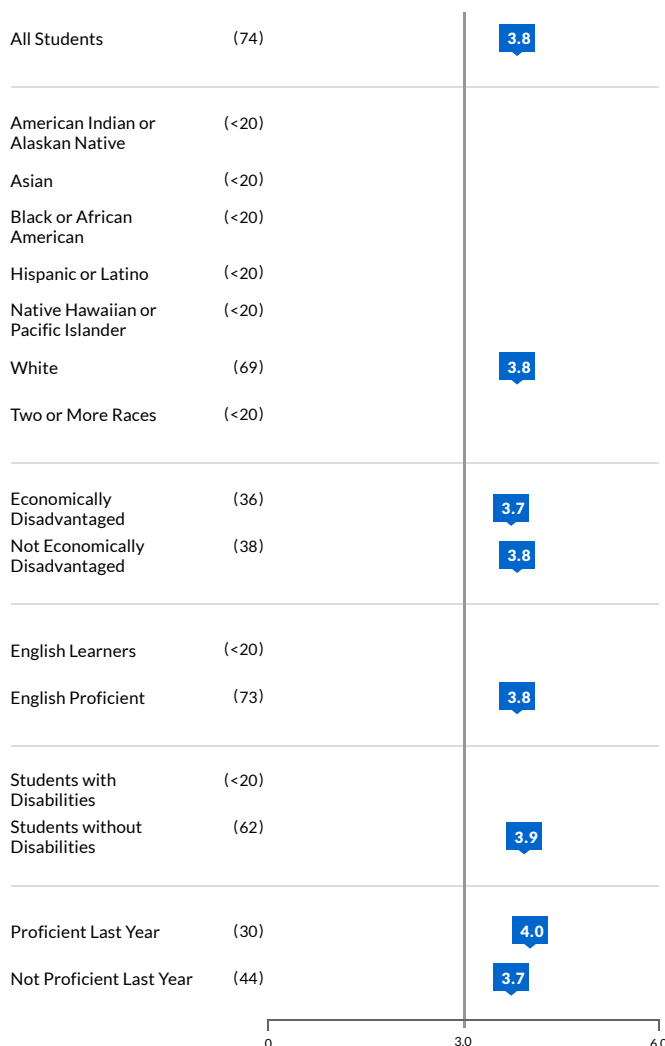 All Students (74) 3.8
American Indian or (<20)
Alaskan Native
Asian (<20)
Black or African (<20)
American
Hispanic or Latino (<20)
Native Hawaiian or (<20)
Pacific Islander
White (69) 3.8
Two or More Races (<20)
Economically (36) 3.7
Disadvantaged
Not Economically (38) 3.8
Disadvantaged
English Learners (<20)
English Proficient (73) 3.8
Students with (<20)
Disabilities
Students without (62) 3.9
Disabilities
Proficient Last Year (30) 4.0
Not Proficient Last Year (44) 3.7
0 3.0 6.0